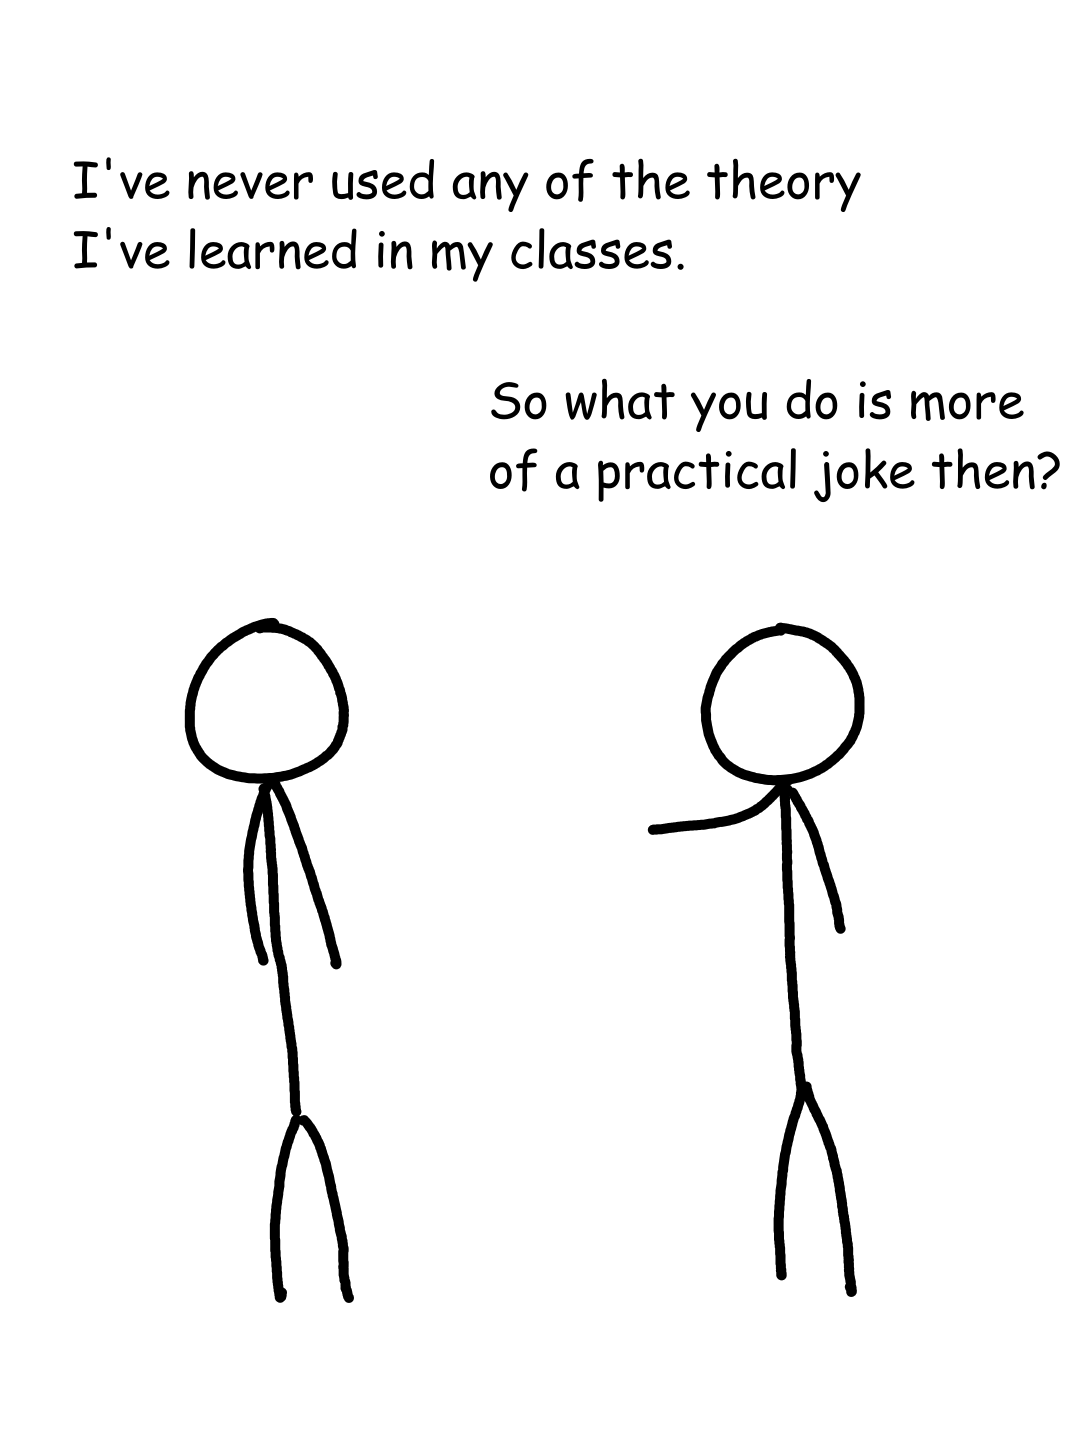 I've never used any of the theory
I've learned in my classes.
So what you do is more
of a practical joke then?